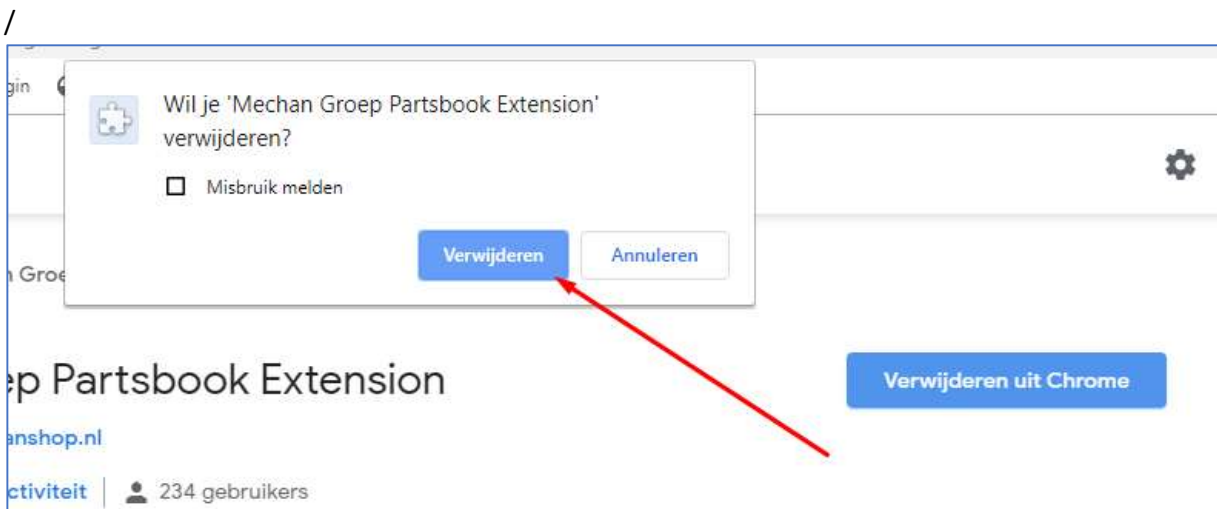 /
gin
Wil je 'Mechan Groep Partsbook Extension'
verwijderen?
Misbruik melden
Verwijderen Annuleren
n Groe
ep Partsbook Extension
Verwijderen uit Chrome
anshop.nl
ctiviteit 234 gebruikers